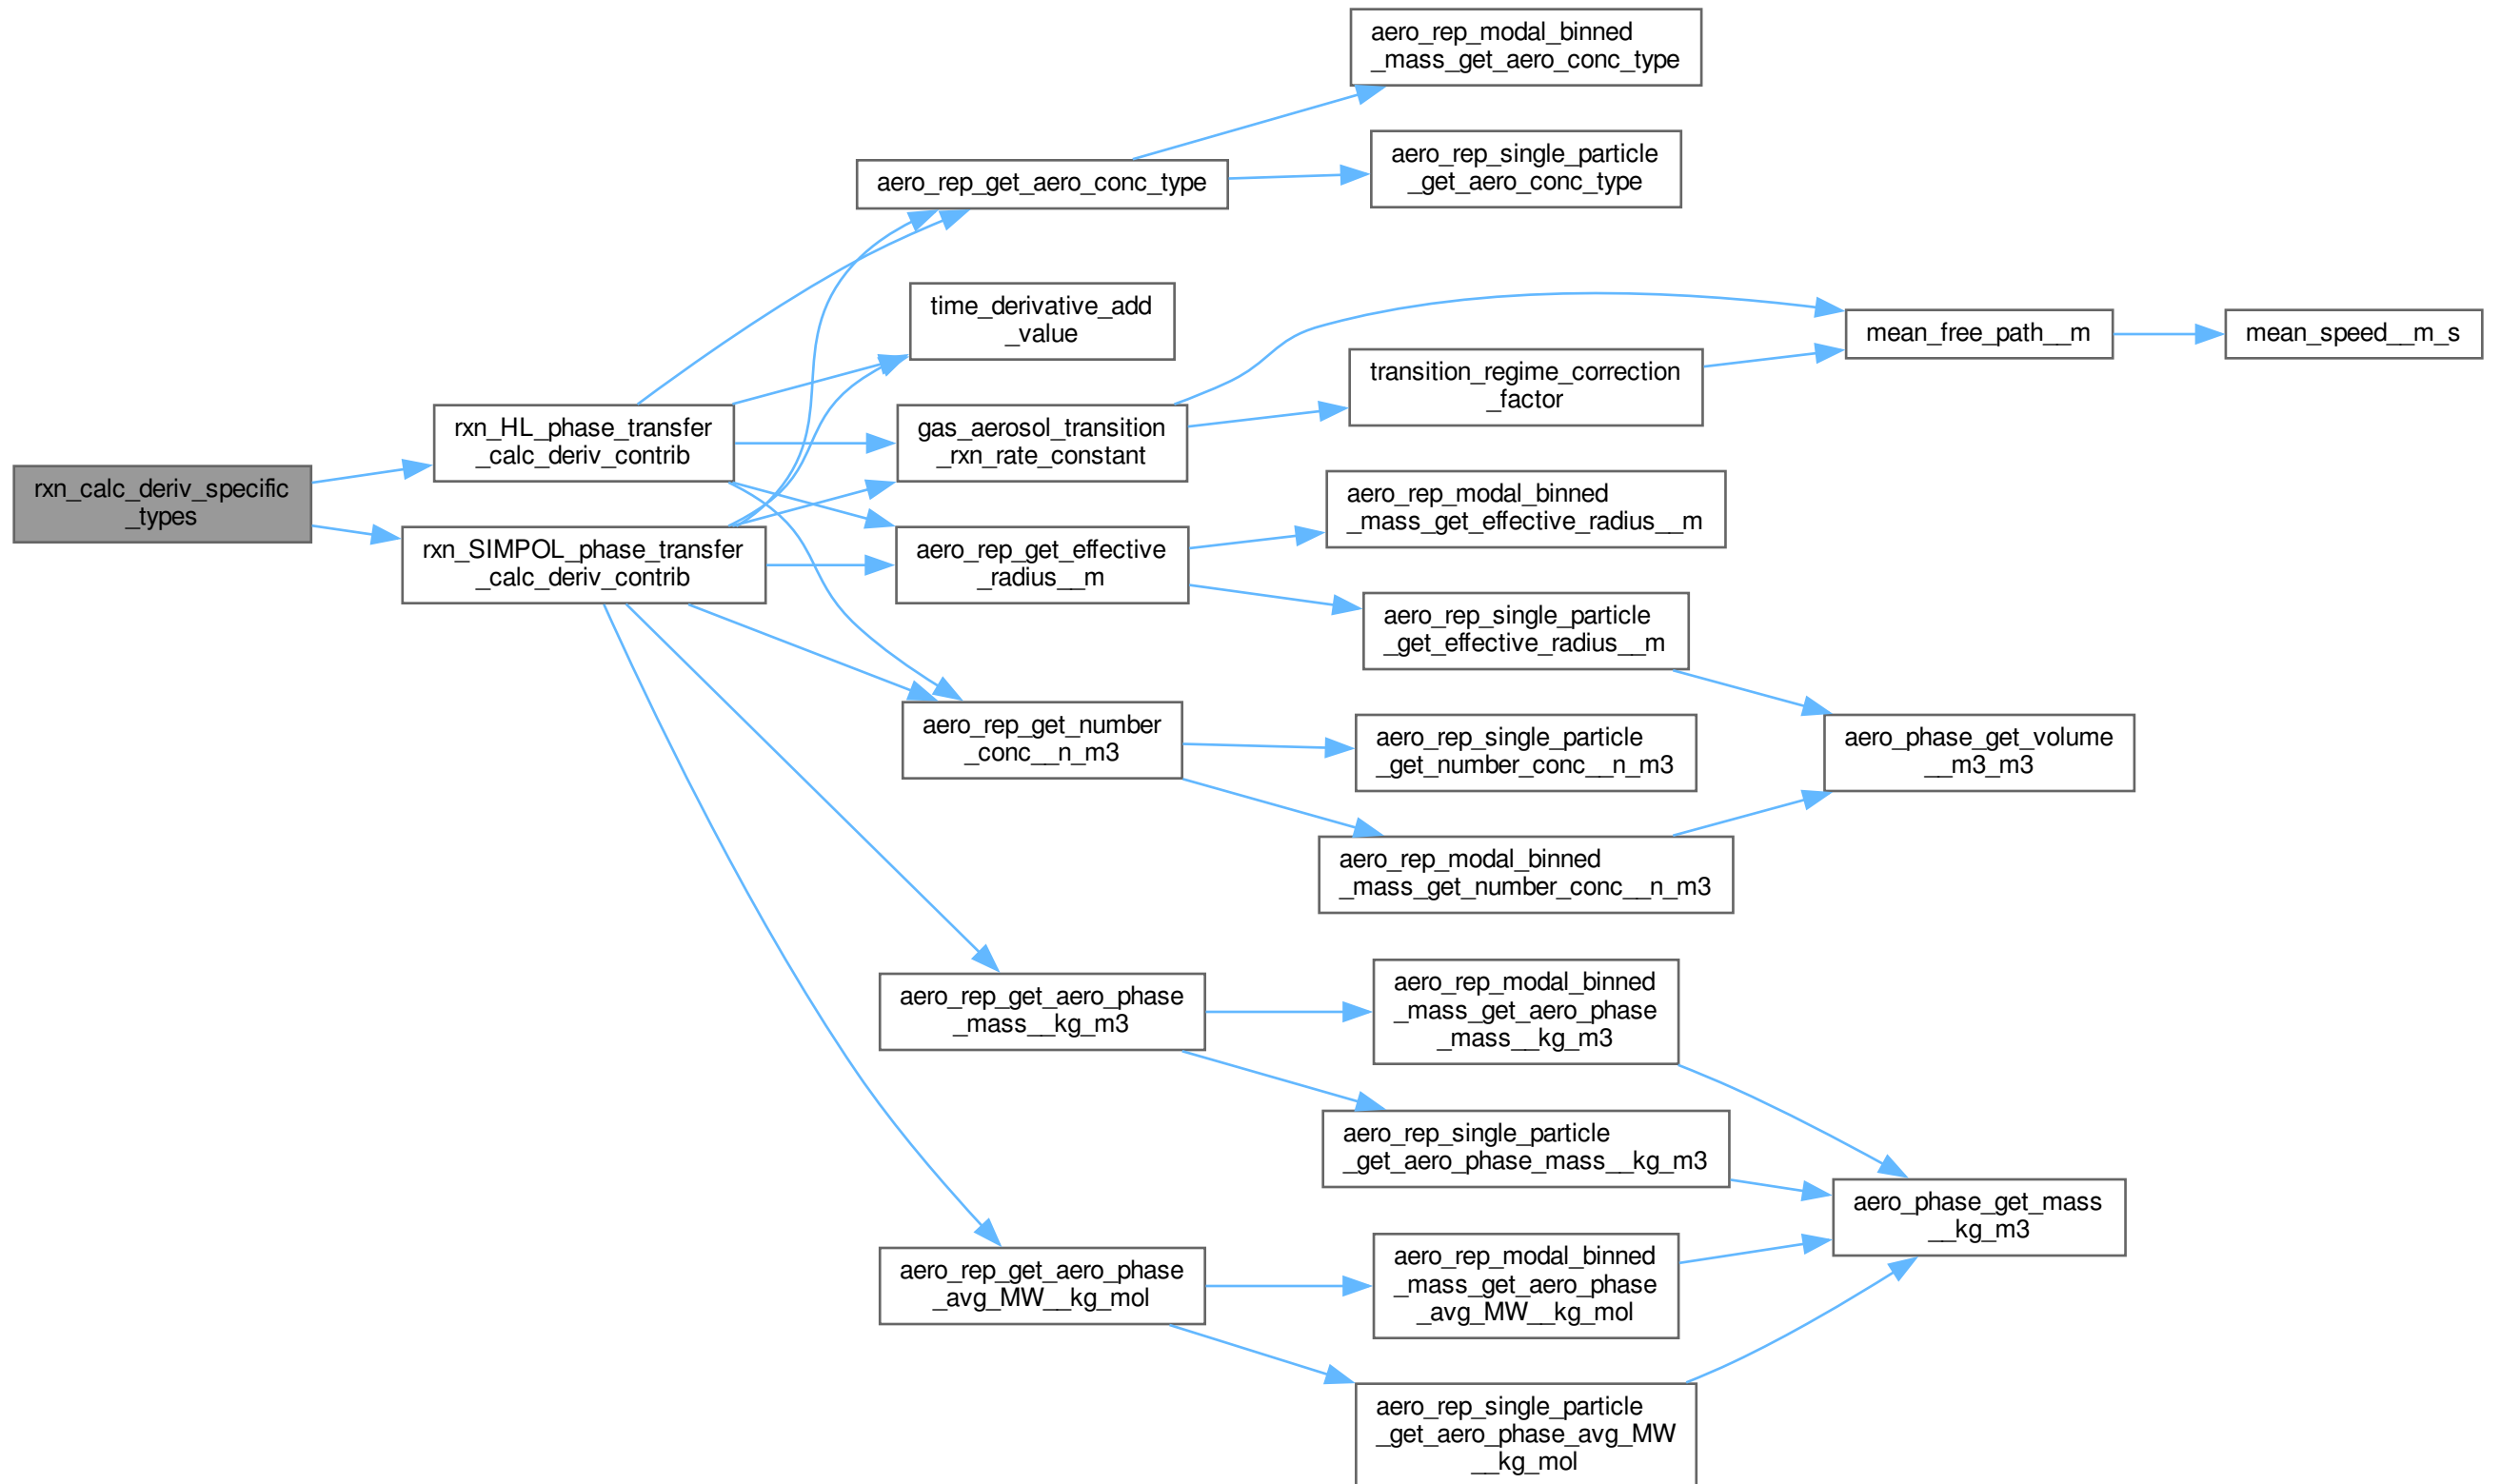 aero_rep_modal_binned
_mass_get_aero_conc_type
aero_rep_single_particle
_get_aero_conc_type
aero_rep_get_aero_conc_type
time_derivative_add
_value
mean_free_path__m
mean_speed__m_s
transition_regime_correction
_factor
rxn_HL_phase_transfer
_calc_deriv_contrib
gas_aerosol_transition
_rxn_rate_constant
rxn_calc_deriv_specific
_types
aero_rep_modal_binned
_mass_get_effective_radius__m
rxn_SIMPOL_phase_transfer
_calc_deriv_contrib
aero_rep_get_effective
_radius__m
aero_rep_single_particle
_get_effective_radius__m
aero_rep_get_number
_conc__n_m3
aero_rep_single_particle
_get_number_conc__n_m3
aero_phase_get_volume
__m3_m3
aero_rep_modal_binned
_mass_get_number_conc__n_m3
aero_rep_get_aero_phase
_mass__kg_m3
aero_rep_modal_binned
_mass_get_aero_phase
_mass__kg_m3
aero_rep_single_particle
_get_aero_phase_mass__kg_m3
aero_phase_get_mass
__kg_m3
aero_rep_get_aero_phase
_avg_MW__kg_mol
aero_rep_modal_binned
_mass_get_aero_phase
_avg_MW__kg_mol
aero_rep_single_particle
_get_aero_phase_avg_MW
__kg_mol